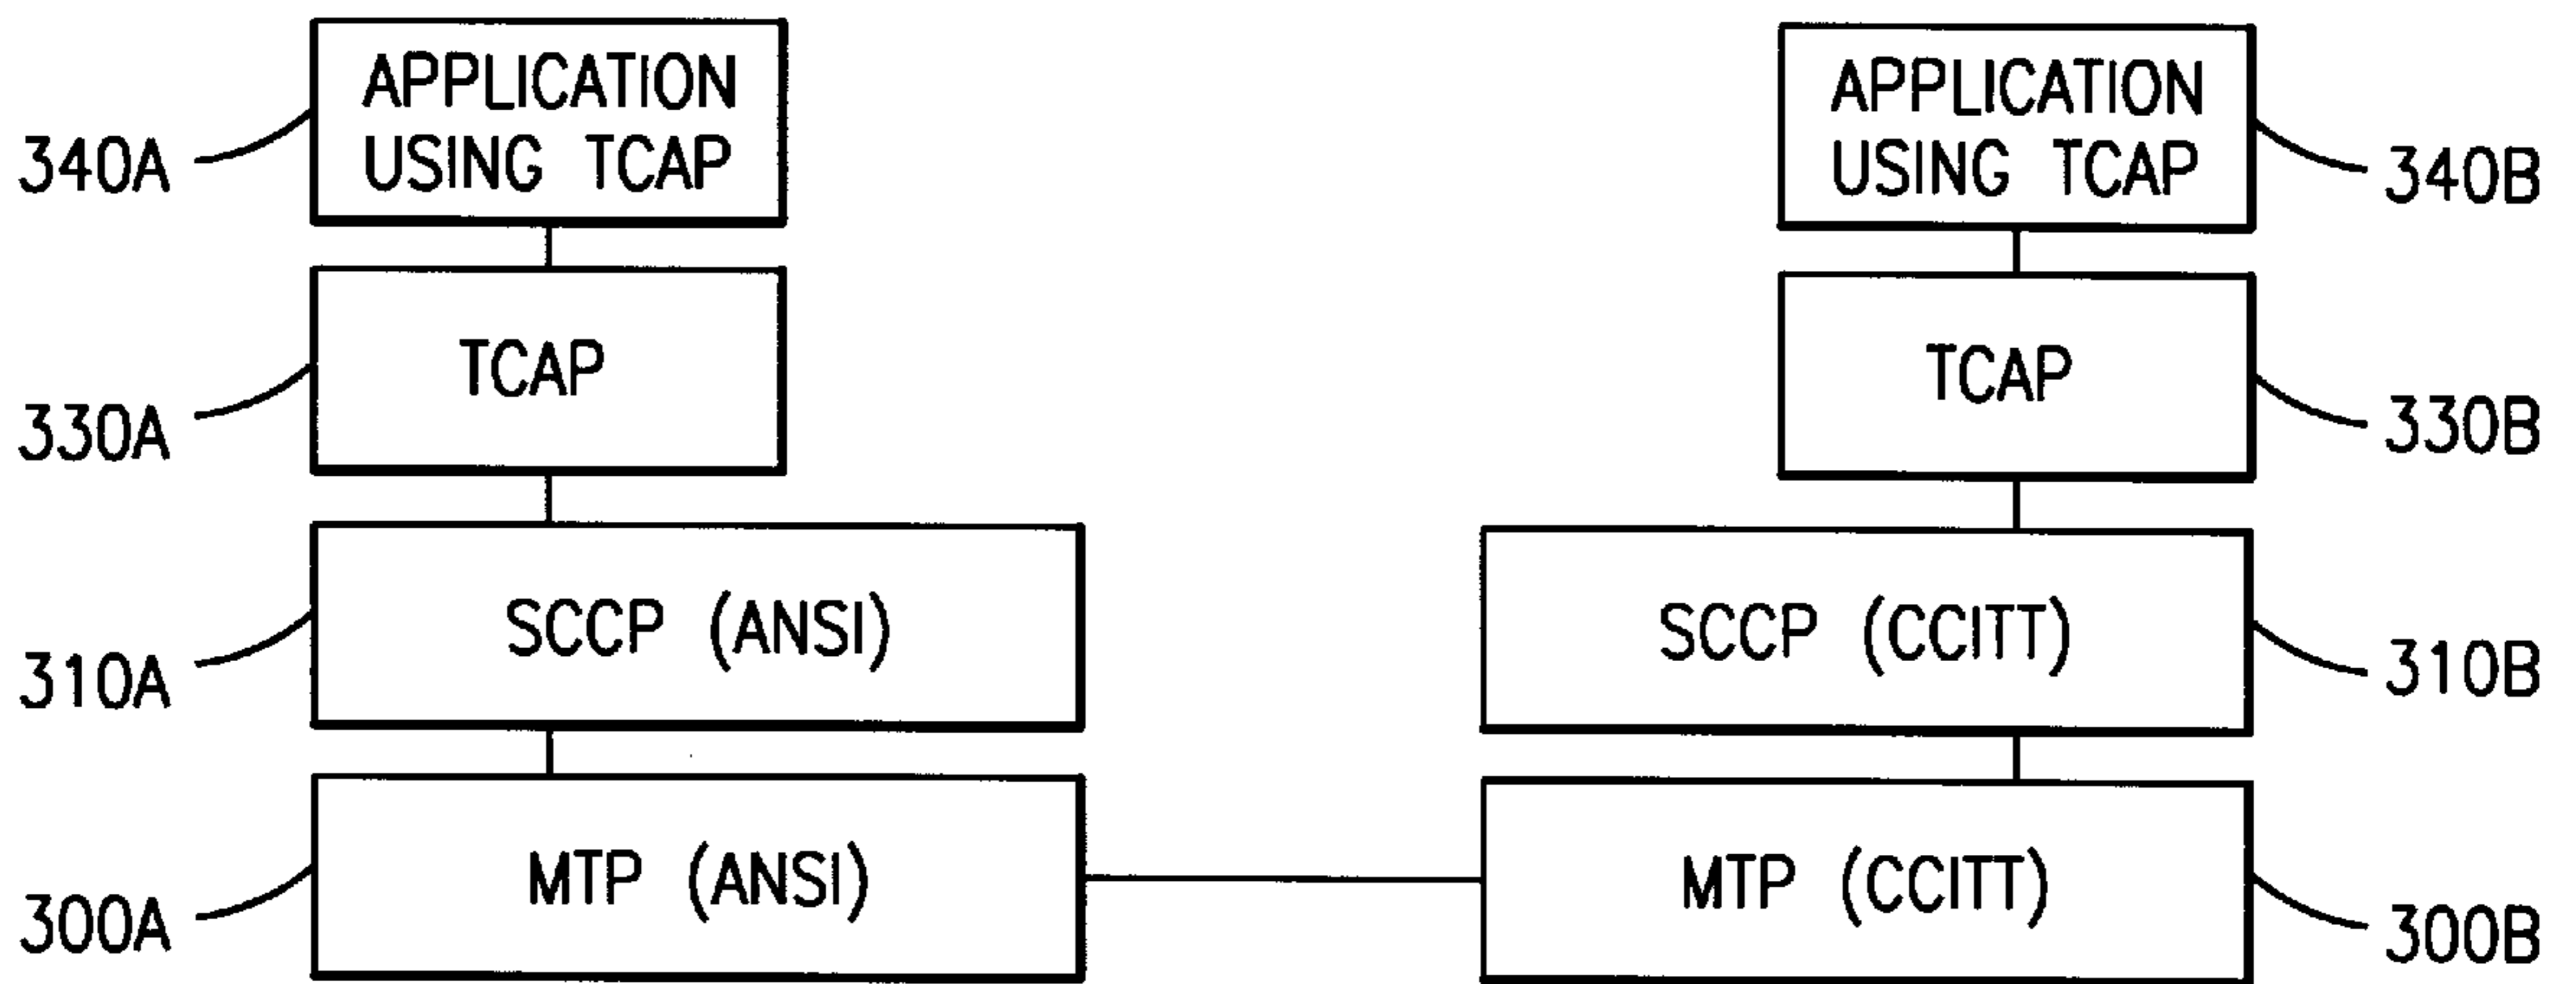 APPLICATION
USING TCAP
340A
APPLICATION
USING TCAP
340B
TCAP
330A
TCAP
330B
SCCP (ANSI)
310A
SCCP (CCITT)
310B
MTP (ANSI)
300A
MTP (CCITT)
300B